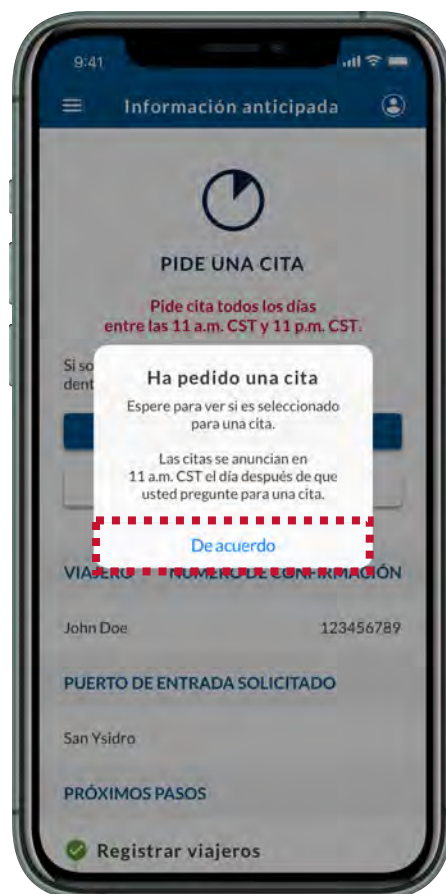 9:41
Información anticipada
PIDE UNA CITA
Pide cita todos los días
entre las 11 a.m. CST y 11 p.m. CST.
Si so
dent
Ha pedido una cita
Espere para ver si es seleccionado
para una cita.
Las citas se anuncian en
11 a.m. CST el día después de que
usted pregunte para una cita.
De acuerdo
VIAJERO NÚMERO DE CONFIRMACIÓN
John Doe 123456789
PUERTO DE ENTRADA SOLICITADO
San Ysidro
PRÓXIMOS PASOS
Registrar viajeros